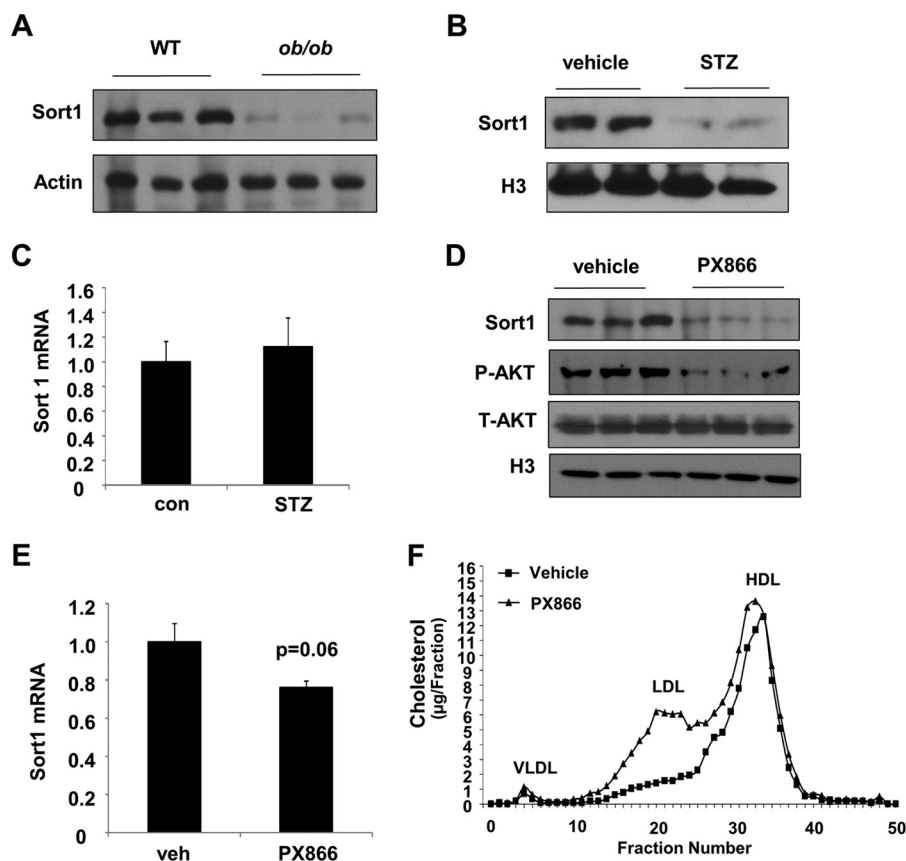 A
WT ob/ob
Sort1
Actin
B
vehicle STZ
Sort1
H3
C
Sort 1 mRNA
1.6
1.4
1.2
1.0
0.8
0.6
0.4
0.2
0
con STZ
D
vehicle PX866
Sort1
P-AKT
T-AKT
H3
E
Sort1 mRNA
1.2
1.0
0.8
0.6
0.4
0.2
0
p=0.06
veh PX866
F
Cholesterol
(µg/Fraction)
16
15
14
13
12
11
10
9
8
7
6
5
4
3
2
1
0
Vehicle
PX866
VLDL
LDL
HDL
0 10 20 30 40 50
Fraction Number